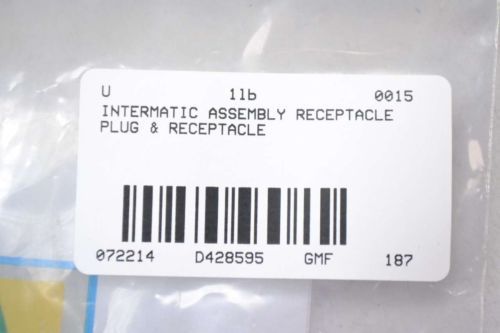 U 1lb 0015
INTERMATIC ASSEMBLY RECEPTACLE
PLUG & RECEPTACLE
072214 D428595 GMF 187